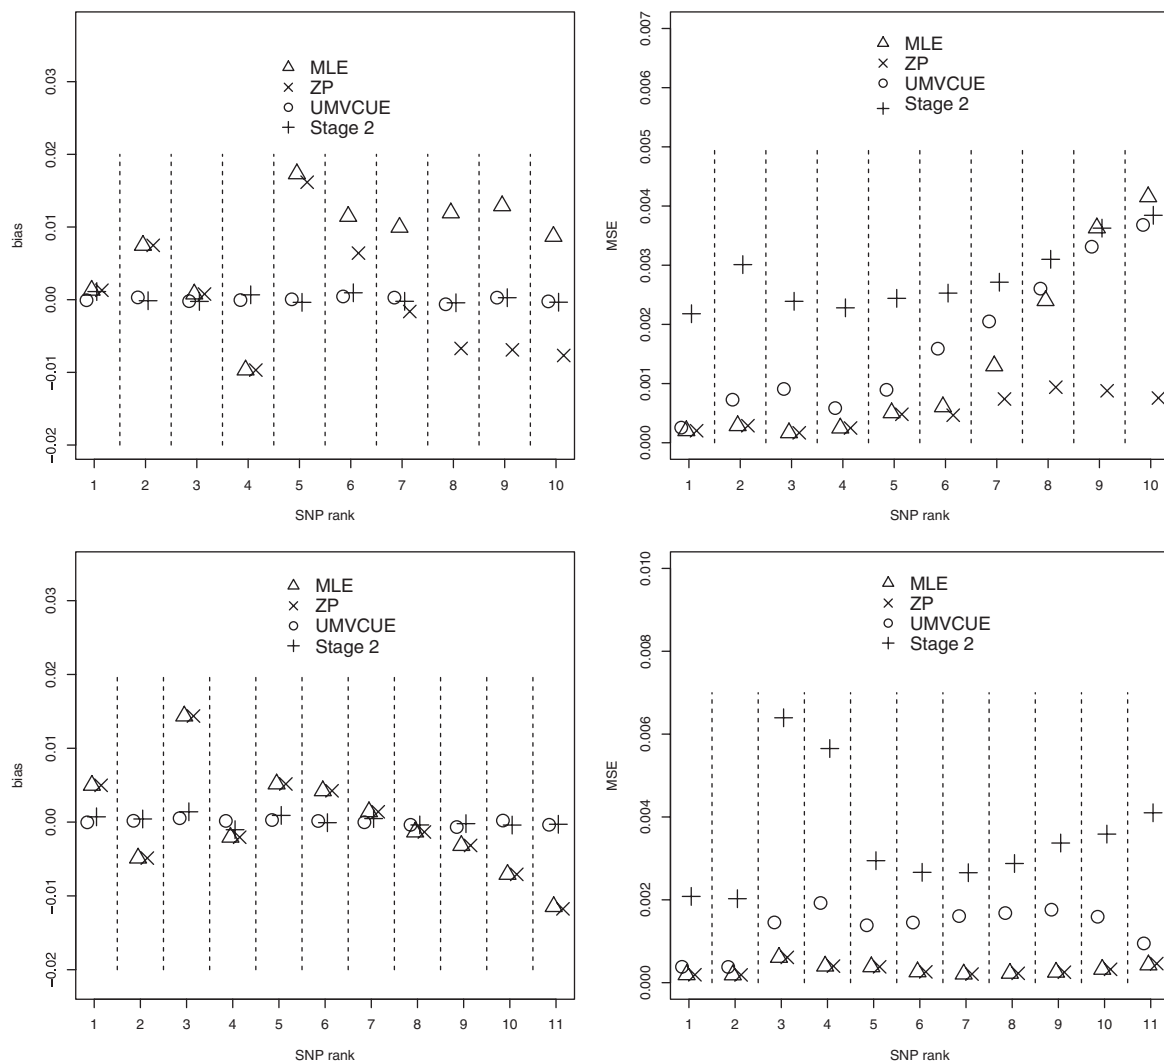 MLE
ZP
UMVCUE
Stage 2
bias
0.03
0.02
0.01
0.00
−0.01
−0.02
1 2 3 4 5 6 7 8 9 10
SNP rank
MLE
ZP
UMVCUE
Stage 2
MSE
0.007
0.006
0.005
0.004
0.003
0.002
0.001
0.000
1 2 3 4 5 6 7 8 9 10
SNP rank
MLE
ZP
UMVCUE
Stage 2
bias
0.03
0.02
0.01
0.00
−0.01
−0.02
1 2 3 4 5 6 7 8 9 10 11
SNP rank
MLE
ZP
UMVCUE
Stage 2
MSE
0.010
0.008
0.006
0.004
0.002
0.000
1 2 3 4 5 6 7 8 9 10 11
SNP rank